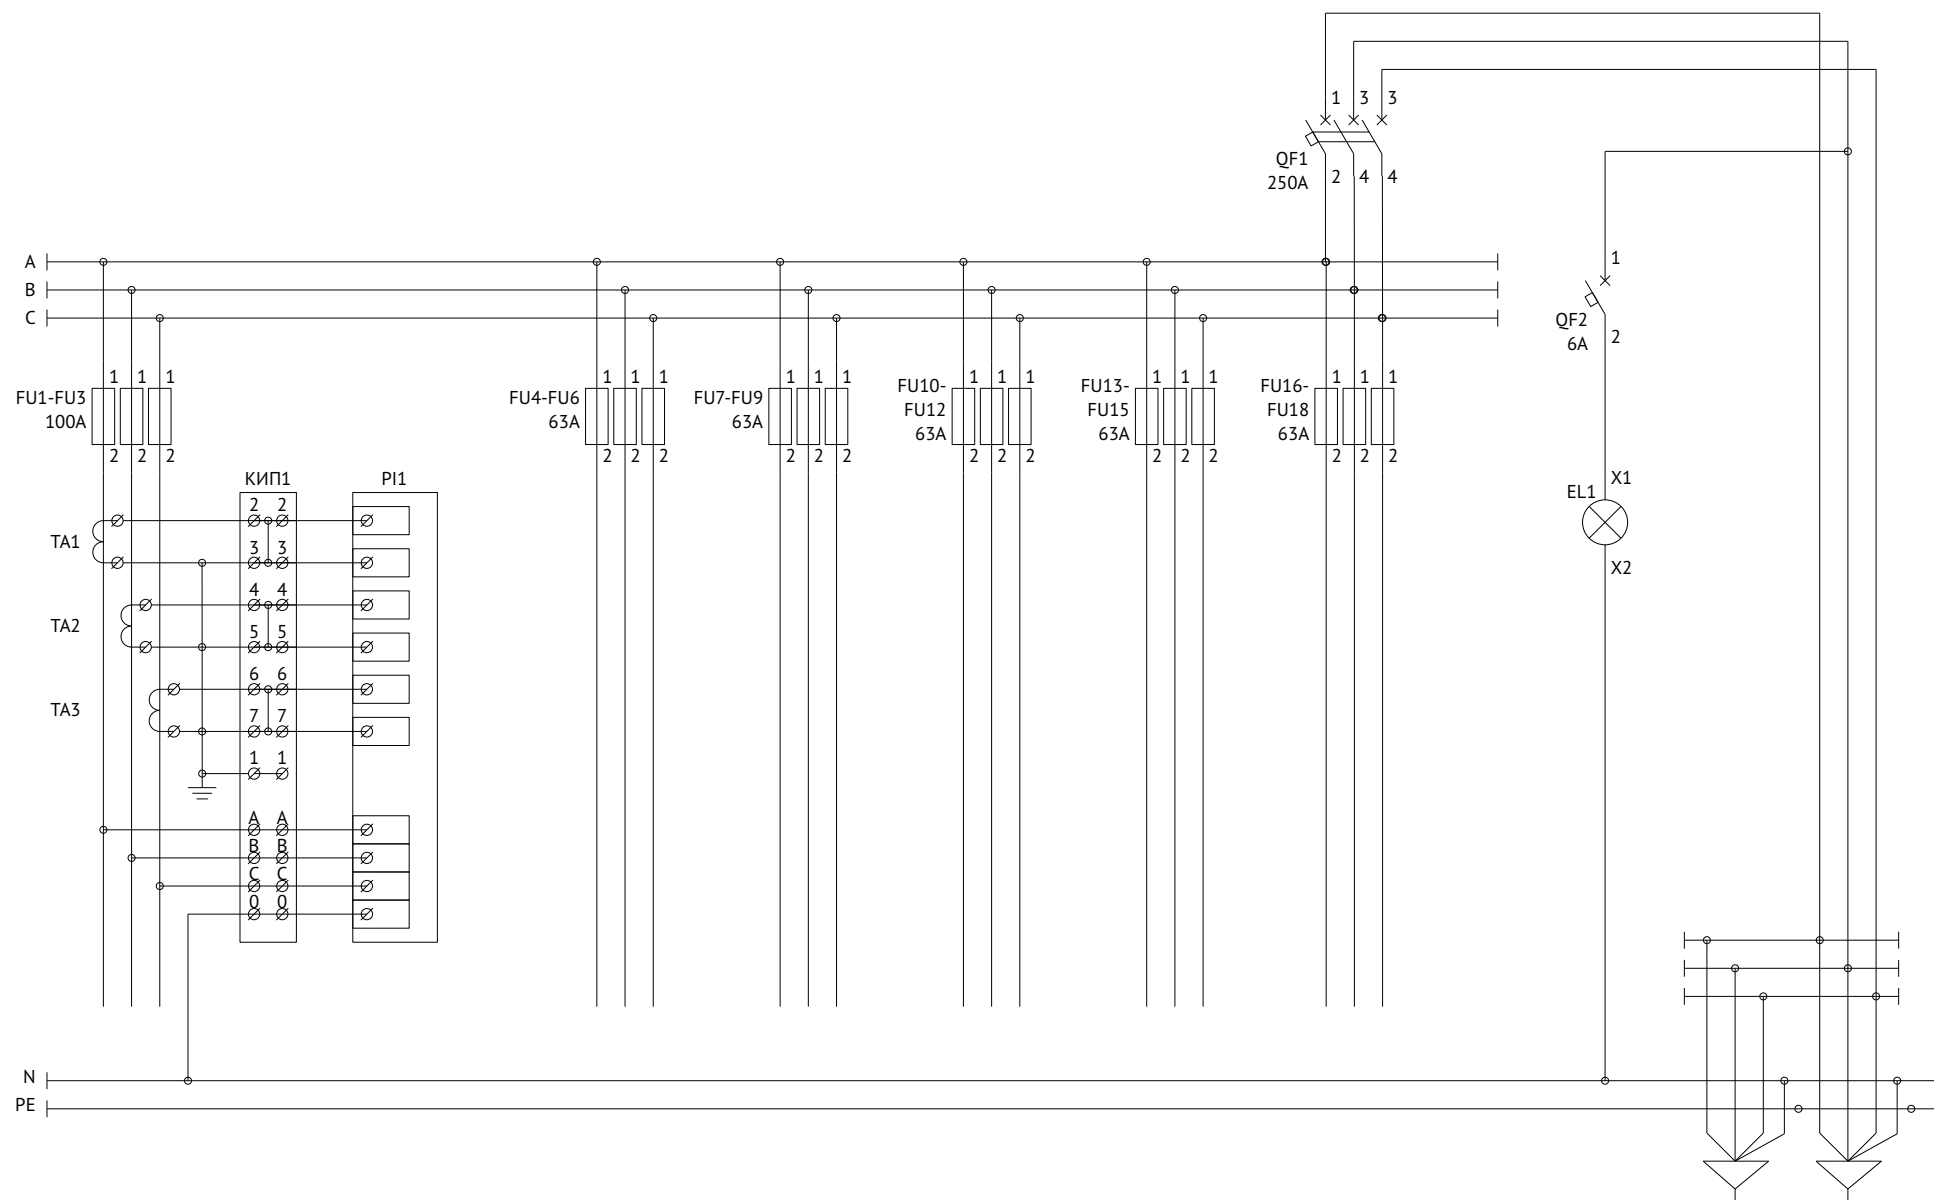 1 3 3
QF1
250A
2 4 4
A
B
C
1
QF2
6A
2
FU1-FU3
100A
1 1 1
2 2 2
FU4-FU6
63A
1 1 1
2 2 2
FU7-FU9
63A
1 1 1
2 2 2
FU10-
FU12
63A
1 1 1
2 2 2
FU13-
FU15
63A
1 1 1
2 2 2
FU16-
FU18
63A
1 1 1
2 2 2
КИП1
PI1
X1
EL1
X2
TA1
TA2
TA3
2 2
3 3
4 4
5 5
6 6
7 7
1 1
A A
B B
C C
0 0
N
PE